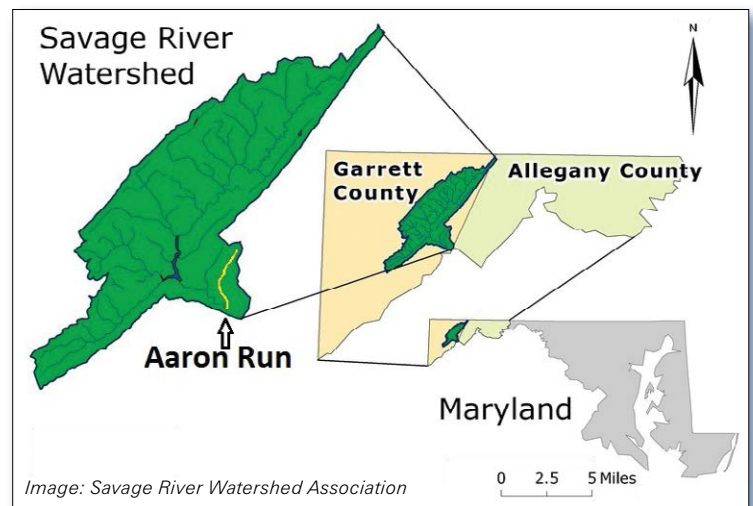 Savage River
Watershed
N
Garrett
County
Allegany County
Aaron Run
Maryland
0 2.5 5 Miles
Image: Savage River Watershed Association